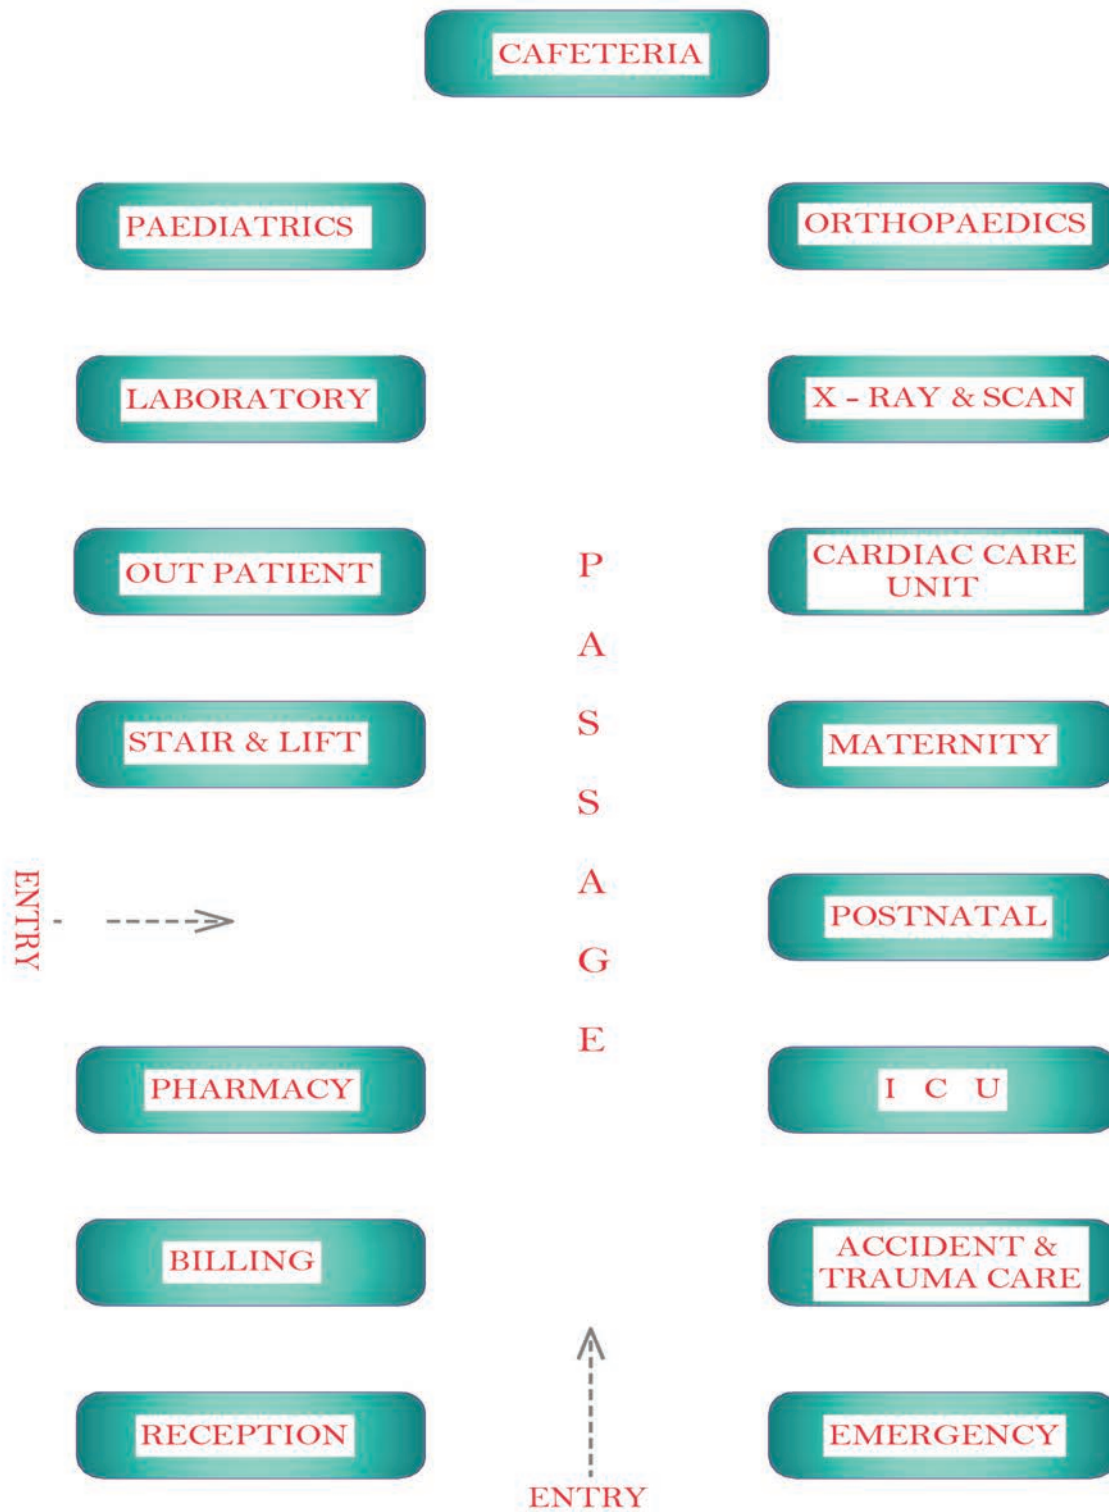 CAFETERIA
PAEDIATRICS
ORTHOPAEDICS
LABORATORY
X - RAY & SCAN
OUT PATIENT
CARDIAC CARE
UNIT
STAIR & LIFT
MATERNITY
P
A
S
S
A
G
E
ENTRY
POSTNATAL
PHARMACY
I C U
BILLING
ACCIDENT &
TRAUMA CARE
RECEPTION
EMERGENCY
ENTRY